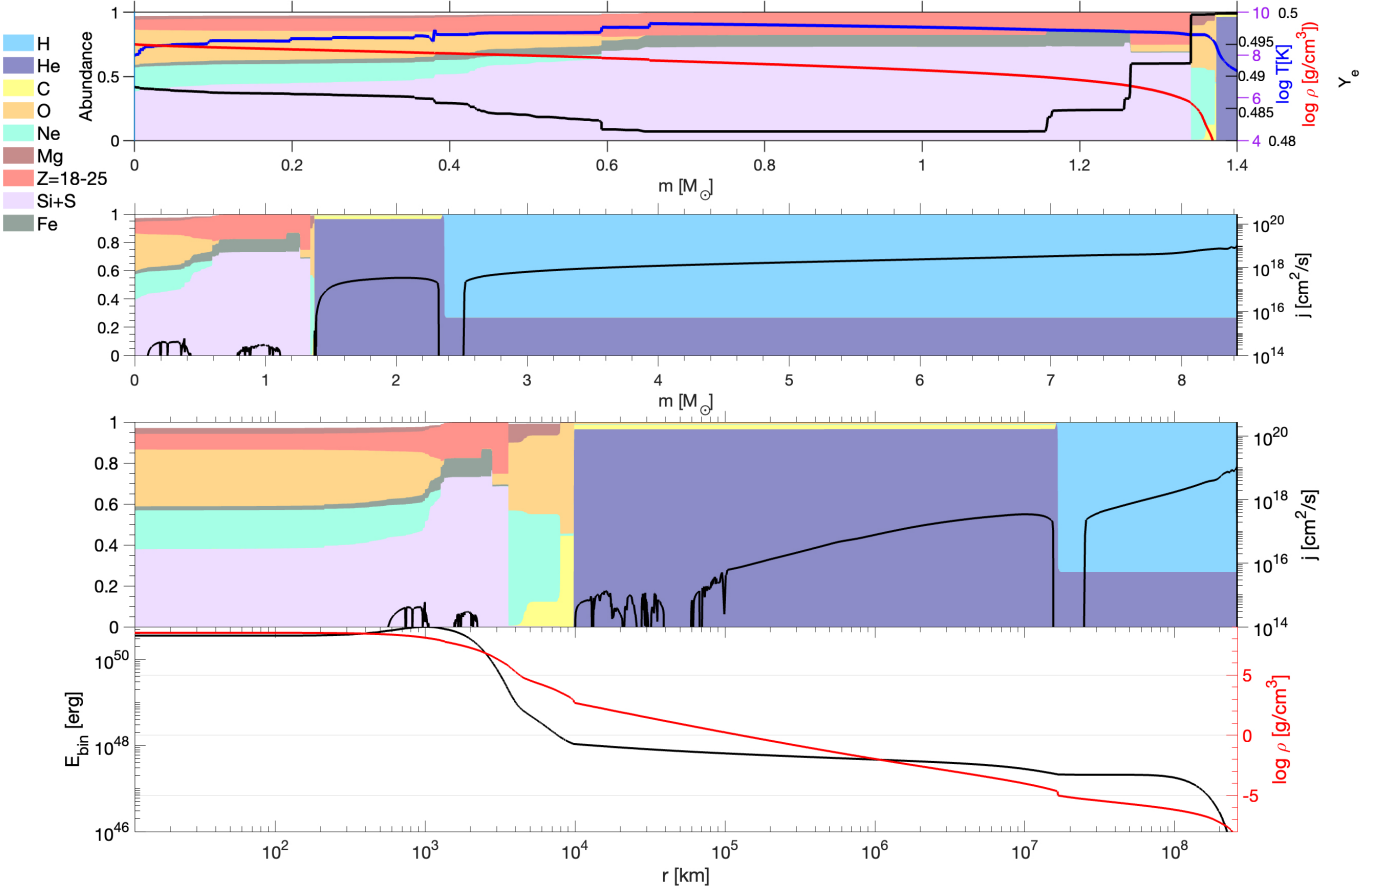 H
He
C
O
Ne
Mg
Z=18-25
Si+S
Fe
Abundance
1
0.5
0
10
8
6
4
log T[K]
log ρ [g/cm³)]
0.5
0.495
0.49
0.485
0.48
Yₑ
0 0.2 0.4 0.6 0.8 1 1.2 1.4
m [M☉]
1
0.8
0.6
0.4
0.2
0
10²⁰
10¹⁸
10¹⁶
10¹⁴
j [cm²/s]
0 1 2 3 4 5 6 7 8
m [M☉]
1
0.8
0.6
0.4
0.2
0
10²⁰
10¹⁸
10¹⁶
10¹⁴
j [cm²/s]
E_bin [erg]
10⁵⁰
10⁴⁸
10⁴⁶
5
0
-5
log ρ [g/cm³]
10² 10³ 10⁴ 10⁵ 10⁶ 10⁷ 10⁸
r [km]